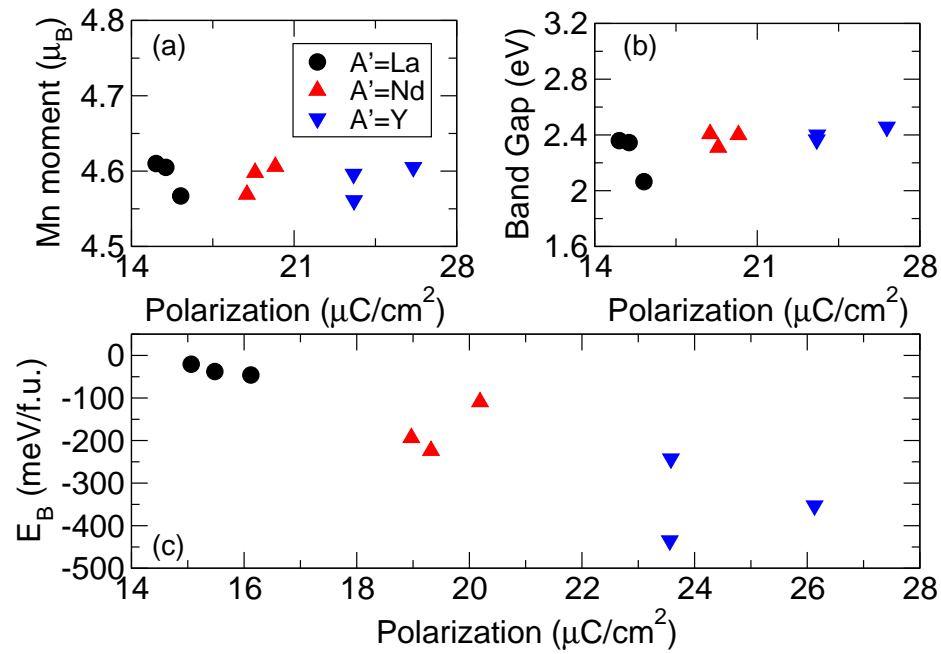 4.8
4.7
4.6
4.5
Mn moment (μ_B)
(a)
A'=La
A'=Nd
A'=Y
14
21
28
Polarization (μC/cm²)
3.2
2.8
2.4
2
1.6
Band Gap (eV)
(b)
14
21
28
Polarization (μC/cm²)
0
-100
-200
-300
-400
-500
E_B (meV/f.u.)
(c)
14
16
18
20
22
24
26
28
Polarization (μC/cm²)